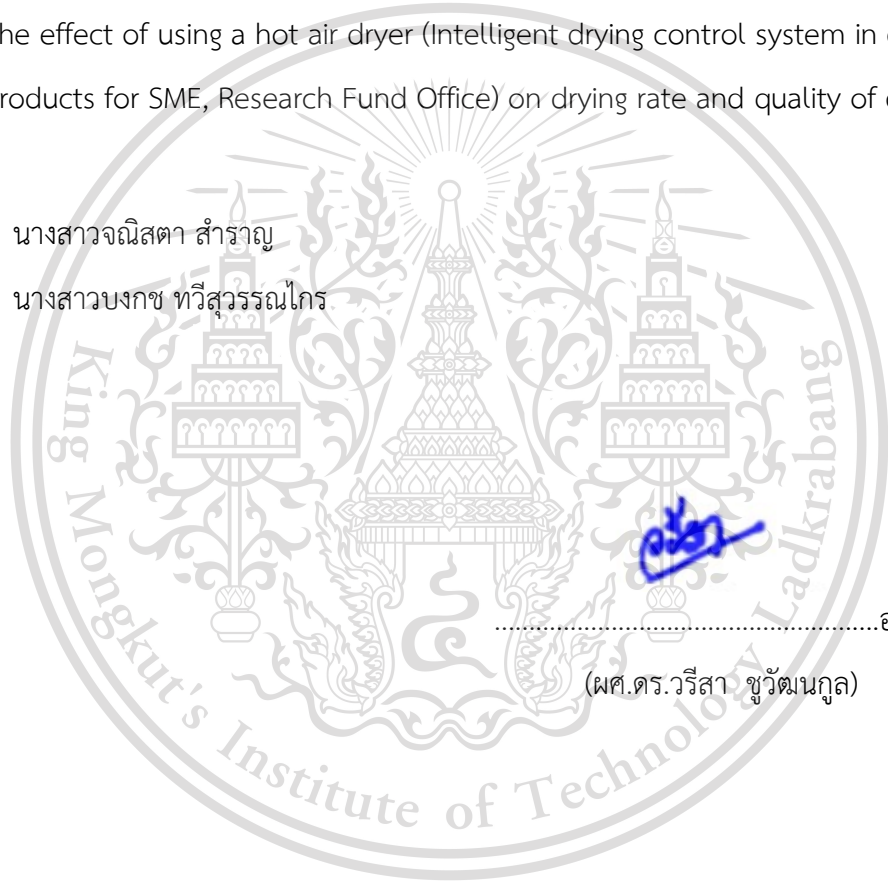 he effect of using a hot air dryer (Intelligent drying control system in
roducts for SME, Research Fund Office) on drying rate and quality of
นางสาวจณิสตา สำราญ
นางสาวบงกช ทวีสุวรรณไกร
King Mongkut's Institute of Technology Ladkrabang
....................................................
(ผศ.ดร.วรีสา ชูวัฒนกูล)